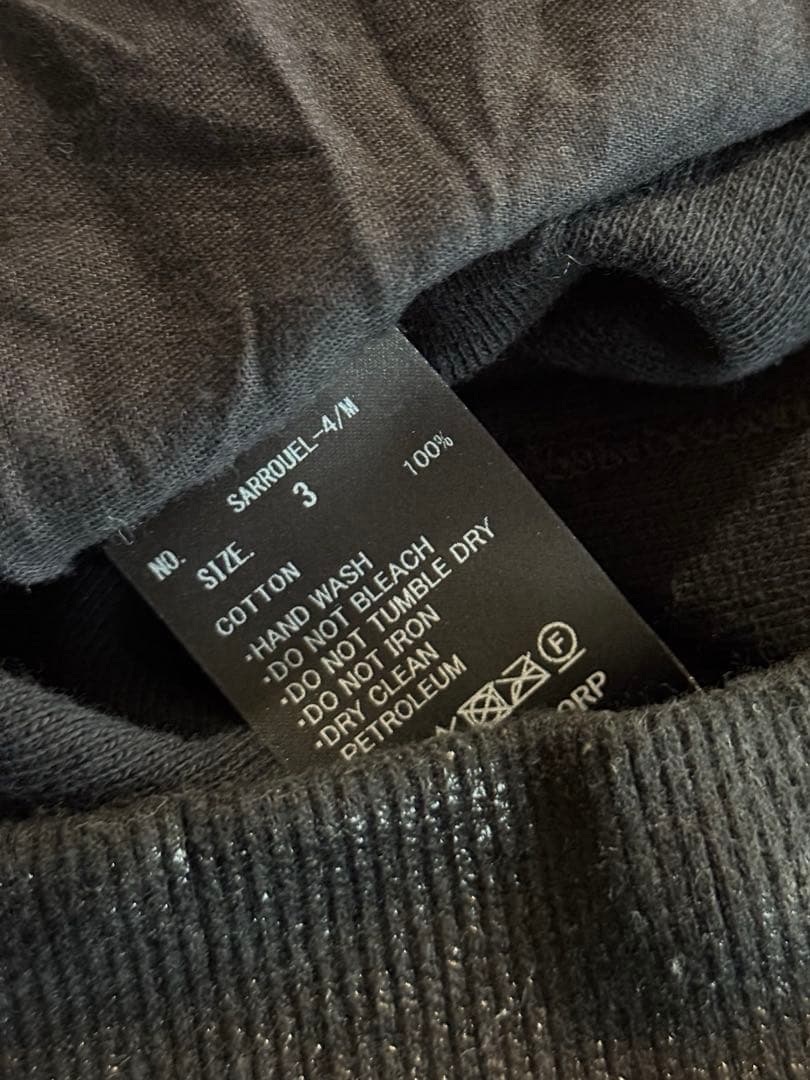 NO. SARROUEL-4/M
SIZE. 3
COTTON 100%
·HAND WASH
·DO NOT BLEACH
·DO NOT TUMBLE DRY
·DO NOT IRON
·DRY CLEAN
PETROLEUM
F